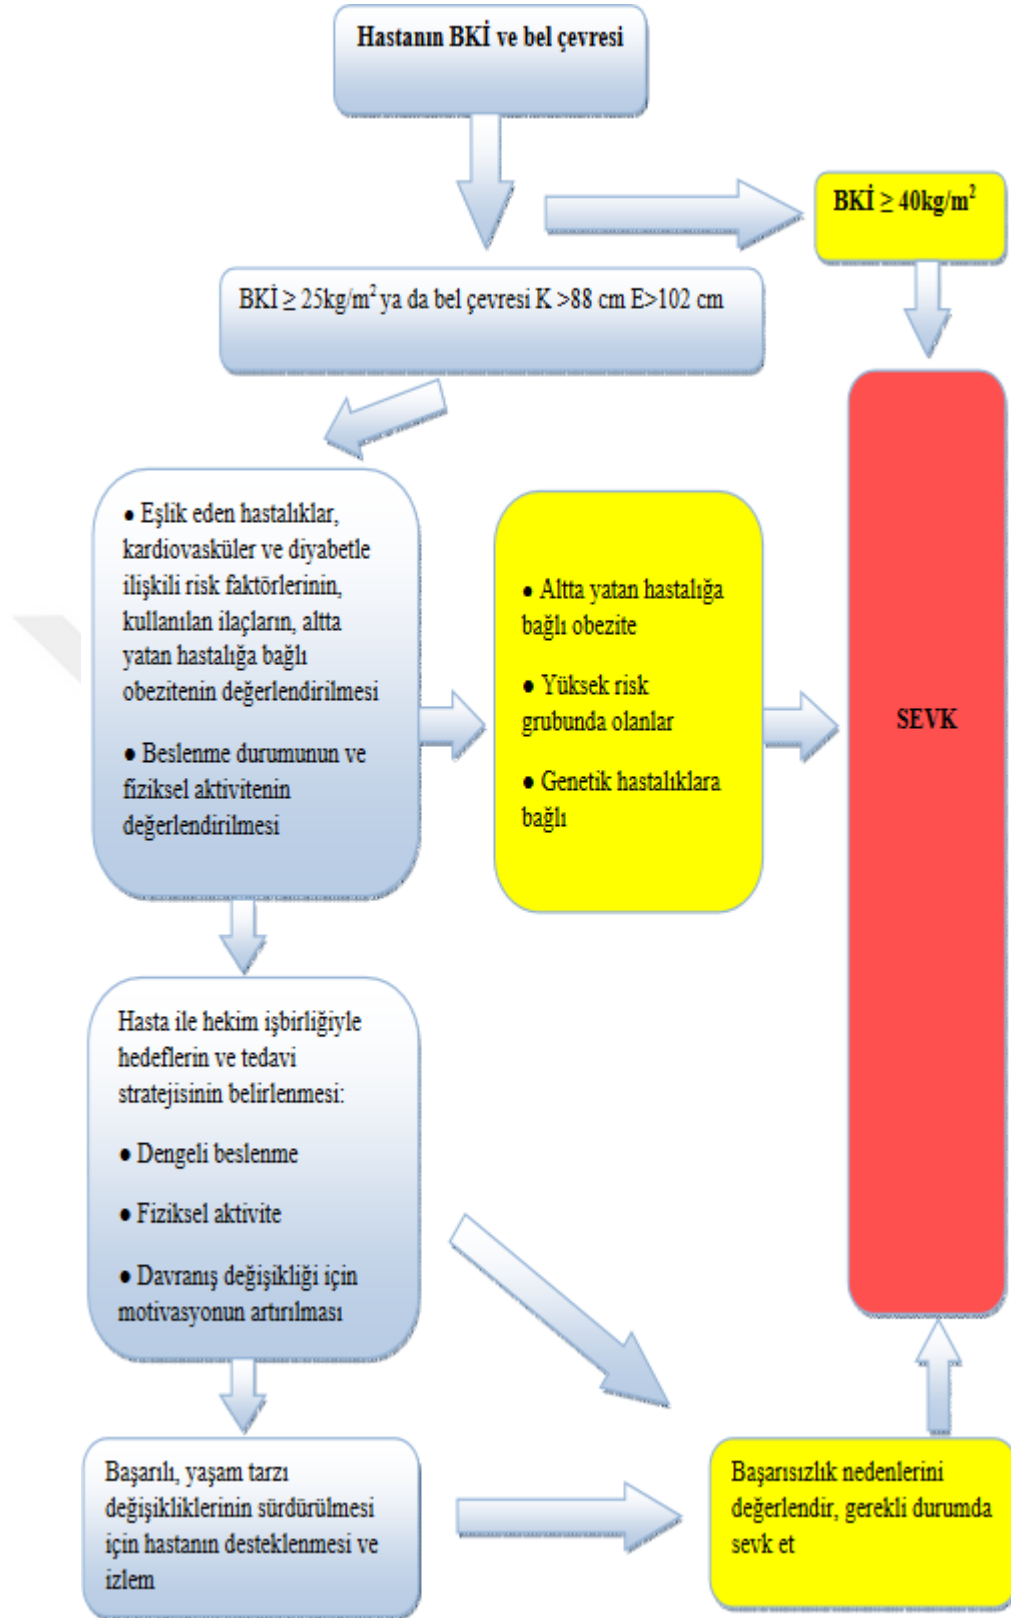 Hastanın BKİ ve bel çevresi
BKİ ≥ 40kg/m²
BKİ ≥ 25kg/m² ya da bel çevresi K >88 cm E>102 cm
● Eşlik eden hastalıklar,
kardiovasküler ve diyabetle
ilişkili risk faktörlerinin,
kullanılan ilaçların, altta
yatan hastalığa bağlı
obezitenin değerlendirilmesi
● Beslenme durumunun ve
fiziksel aktivitenin
değerlendirilmesi
● Altta yatan hastalığa
bağlı obezite
● Yüksek risk
grubunda olanlar
● Genetik hastalıklara
bağlı
SEVK
Hasta ile hekim işbirliğiyle
hedeflerin ve tedavi
stratejisinin belirlenmesi:
● Dengeli beslenme
● Fiziksel aktivite
● Davranış değişikliği için
motivasyonun artırılması
Başarılı, yaşam tarzı
değişikliklerinin sürdürülmesi
için hastanın desteklenmesi ve
izlem
Başarısızlık nedenlerini
değerlendir, gerekli durumda
sevk et